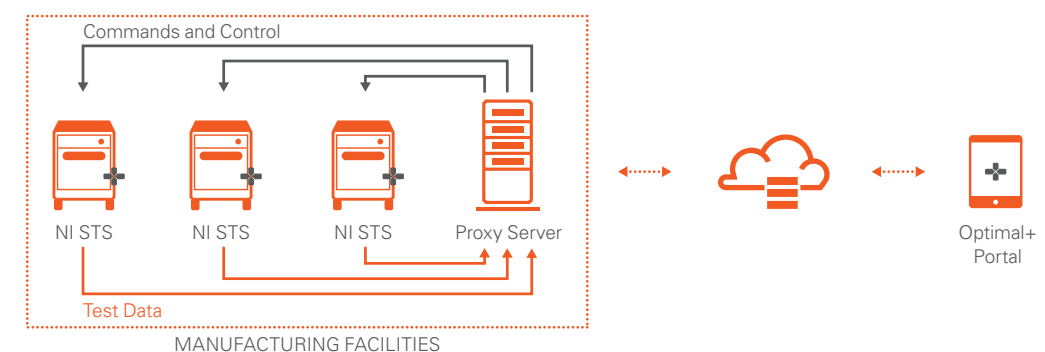 Commands and Control
NI STS
NI STS
NI STS
Proxy Server
Optimal+
Portal
Test Data
MANUFACTURING FACILITIES